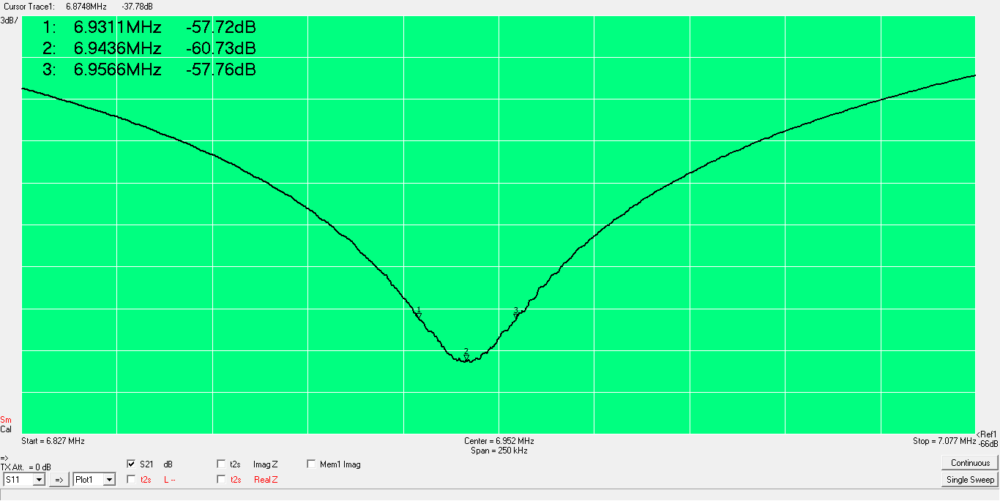 Cursor Trace1: 6.8748MHz -37.78dB
3dB/
1: 6.9311MHz -57.72dB
2: 6.9436MHz -60.73dB
3: 6.9566MHz -57.76dB
1
3
2
Sm
Cal
<Ref1
-66dB
Start = 6.827 MHz
Center = 6.952 MHz
Stop = 7.077 MHz
Span = 250 kHz
=>
TX Att. = 0 dB
S21 dB
t2s Imag Z
Mem1 Imag
Continuous
S11
=>
Plot1
t2s L --
t2s Real Z
Single Sweep